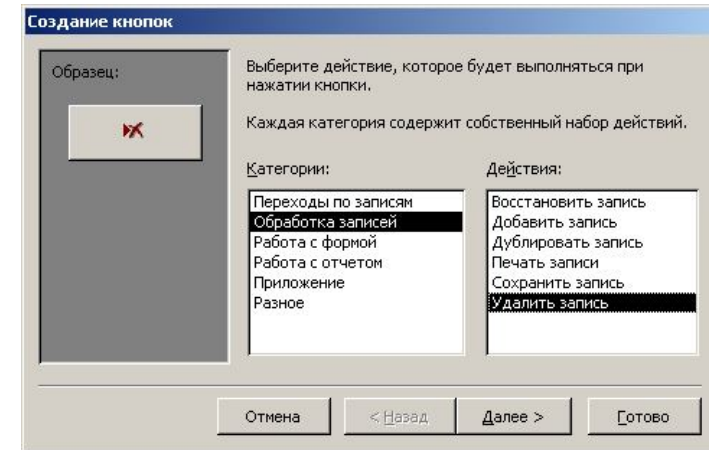 Создание кнопок
Образец:
Выберите действие, которое будет выполняться при
нажатии кнопки.
Каждая категория содержит собственный набор действий.
Категории:
Переходы по записям
Обработка записей
Работа с формой
Работа с отчетом
Приложение
Разное
Действия:
Восстановить запись
Добавить запись
Дублировать запись
Печать записи
Сохранить запись
Удалить запись
Отмена
< Назад
Далее >
Готово